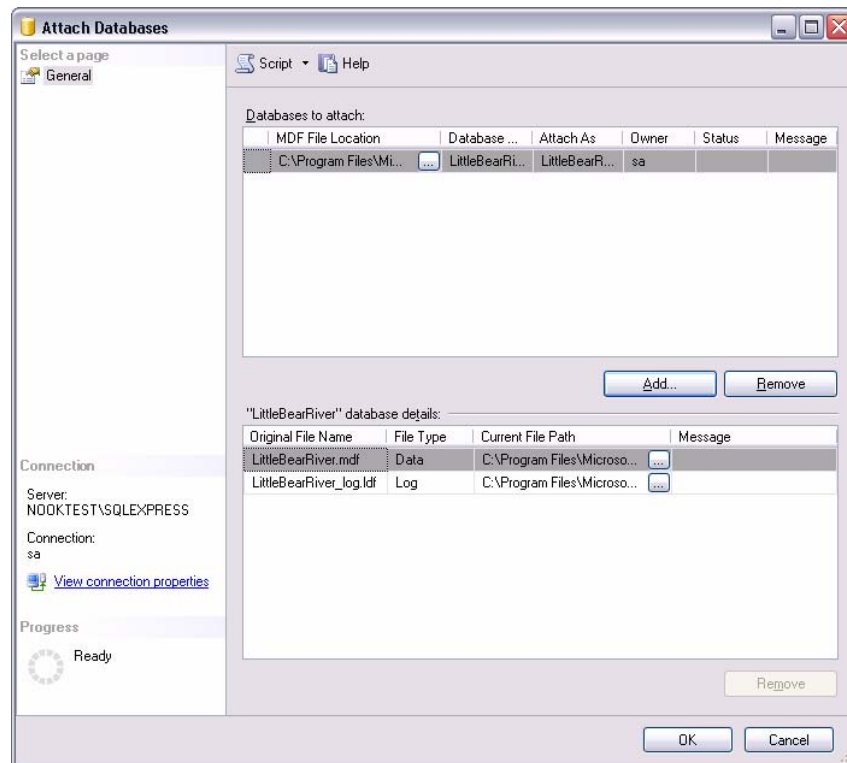 Attach Databases
Select a page
General
Script
Help
Databases to attach:
MDF File Location Database ... Attach As Owner Status Message
C:\Program Files\Mi... ... LittleBearRi... LittleBearR... sa
Add... Remove
"LittleBearRiver" database details:
Original File Name File Type Current File Path Message
LittleBearRiver.mdf Data C:\Program Files\Microso... ...
LittleBearRiver_log.ldf Log C:\Program Files\Microso... ...
Connection
Server:
NOOKTEST\SQLEXPRESS
Connection:
sa
View connection properties
Progress
Ready
Remove
OK Cancel